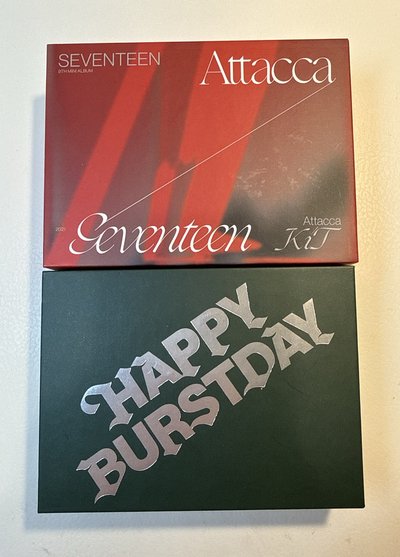 SEVENTEEN
9TH MINI ALBUM
Attacca
2021
Seventeen
Attacca
KiT
HAPPY
BURSTDAY